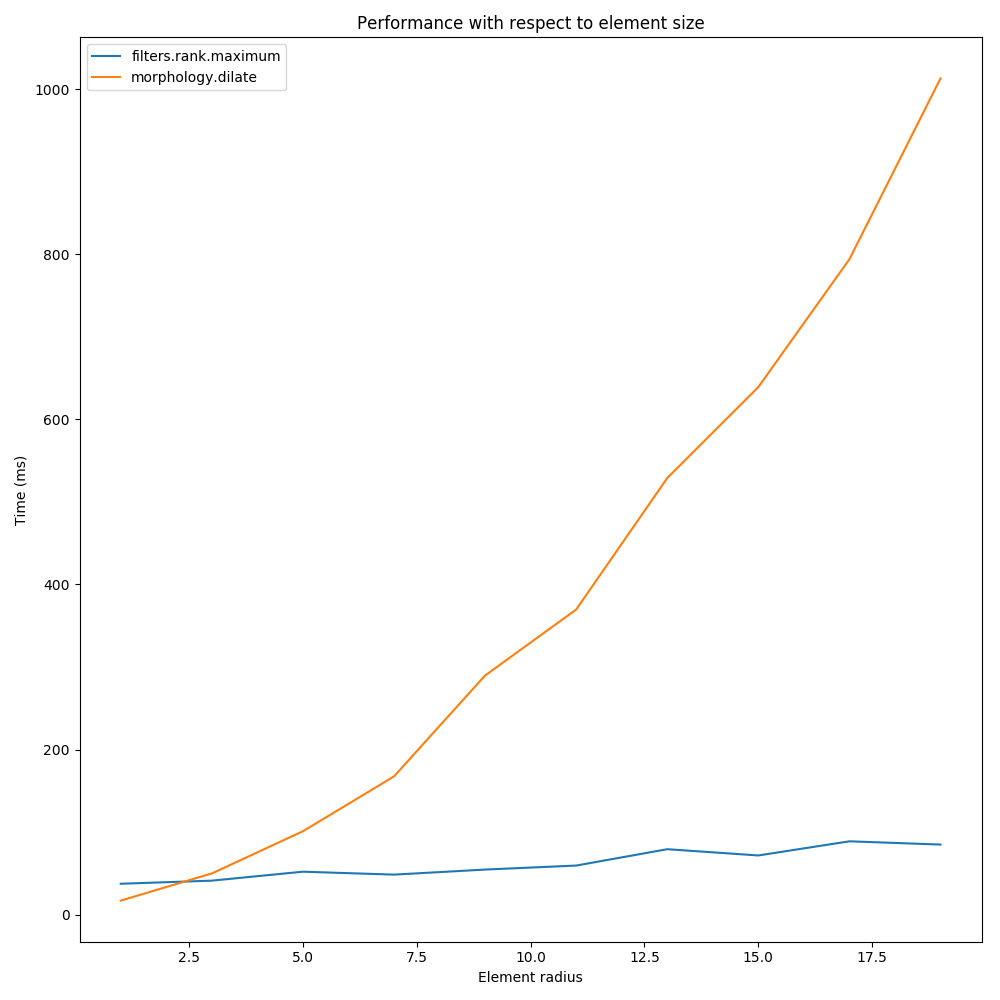 Performance with respect to element size
filters.rank.maximum
morphology.dilate
1000
800
600
400
200
0
Time (ms)
2.5
5.0
7.5
10.0
12.5
15.0
17.5
Element radius